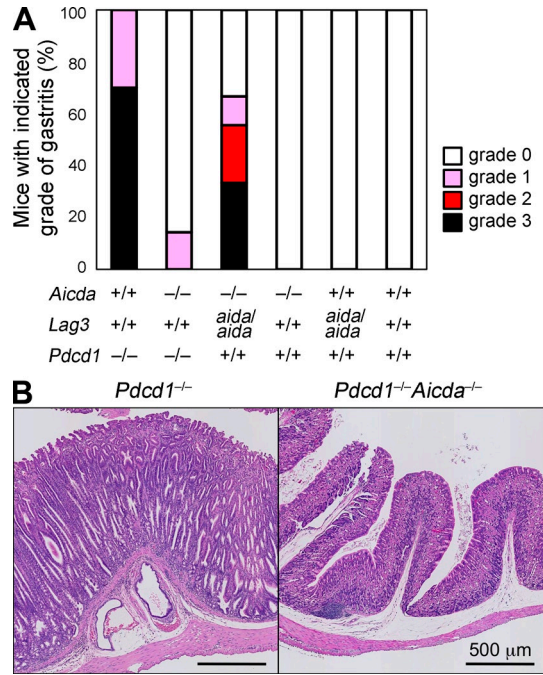 A
Mice with indicated
grade of gastritis (%)
100
80
60
40
20
0
grade 0
grade 1
grade 2
grade 3
Aicda +/+ –/– –/– –/– +/+ +/+
Lag3 +/+ +/+ aida/aida +/+ aida/aida +/+
Pdcd1 –/– –/– +/+ +/+ +/+ +/+
B
Pdcd1–/– Pdcd1–/–Aicda–/–
500 µm